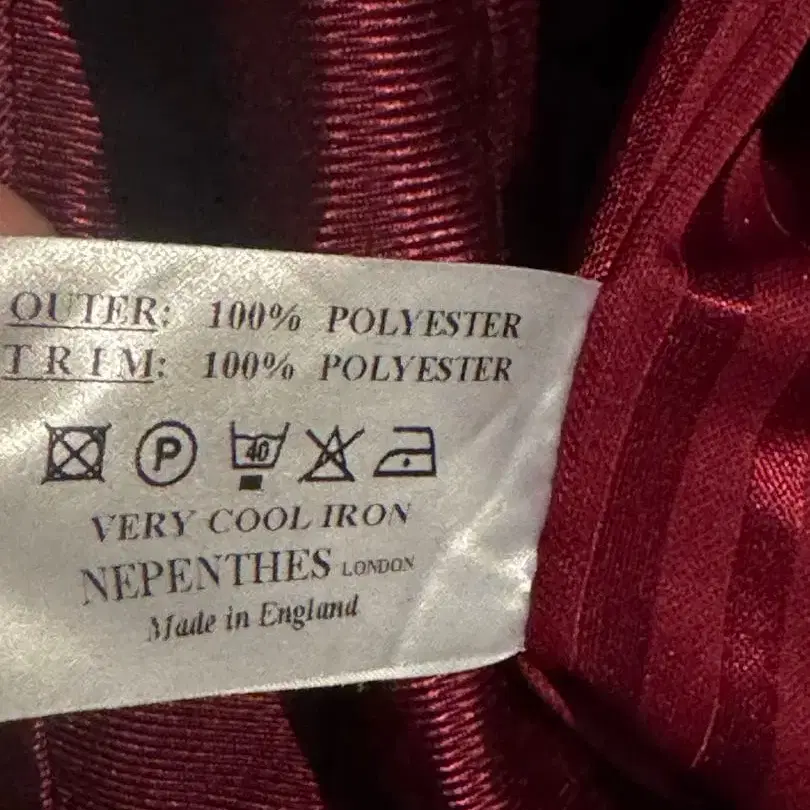 OUTER: 100% POLYESTER
TRIM: 100% POLYESTER
P 40
VERY COOL IRON
NEPENTHES LONDON
Made in England